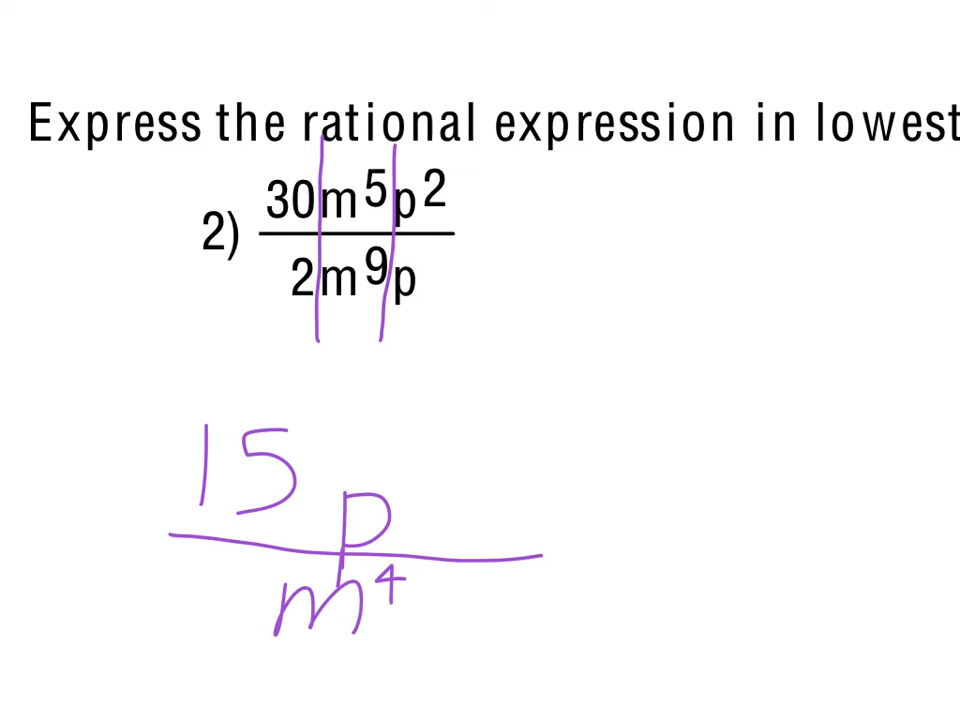 Express the rational expression in lowest
2) 30m⁵p²
2m⁹p
15p
m⁴